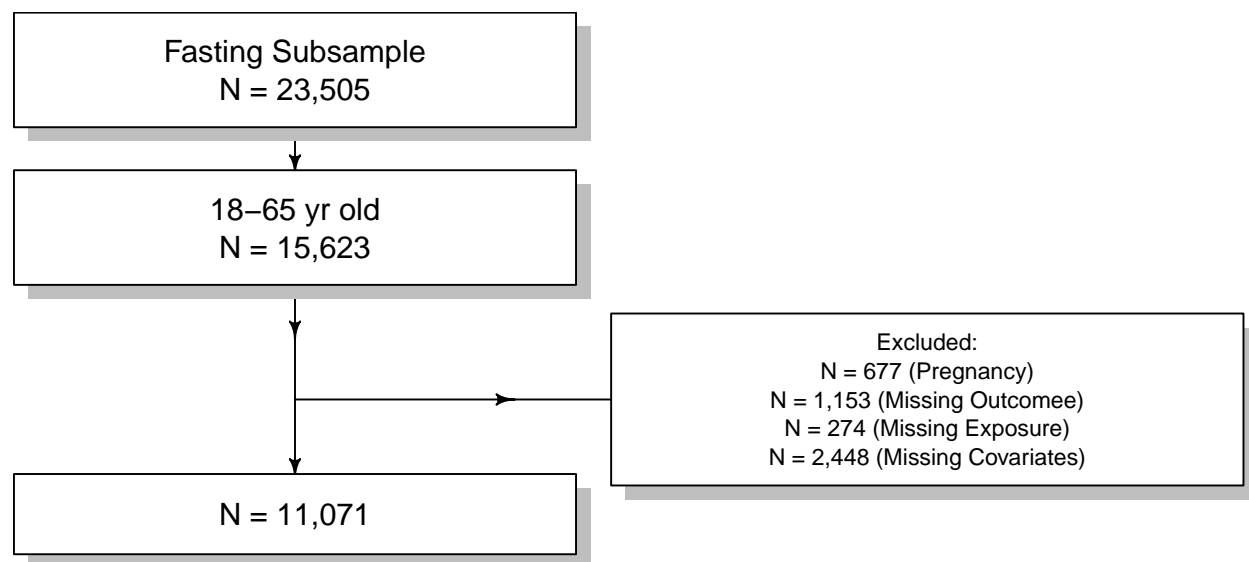 Fasting Subsample
N = 23,505
18−65 yr old
N = 15,623
Excluded:
N = 677 (Pregnancy)
N = 1,153 (Missing Outcomee)
N = 274 (Missing Exposure)
N = 2,448 (Missing Covariates)
N = 11,071